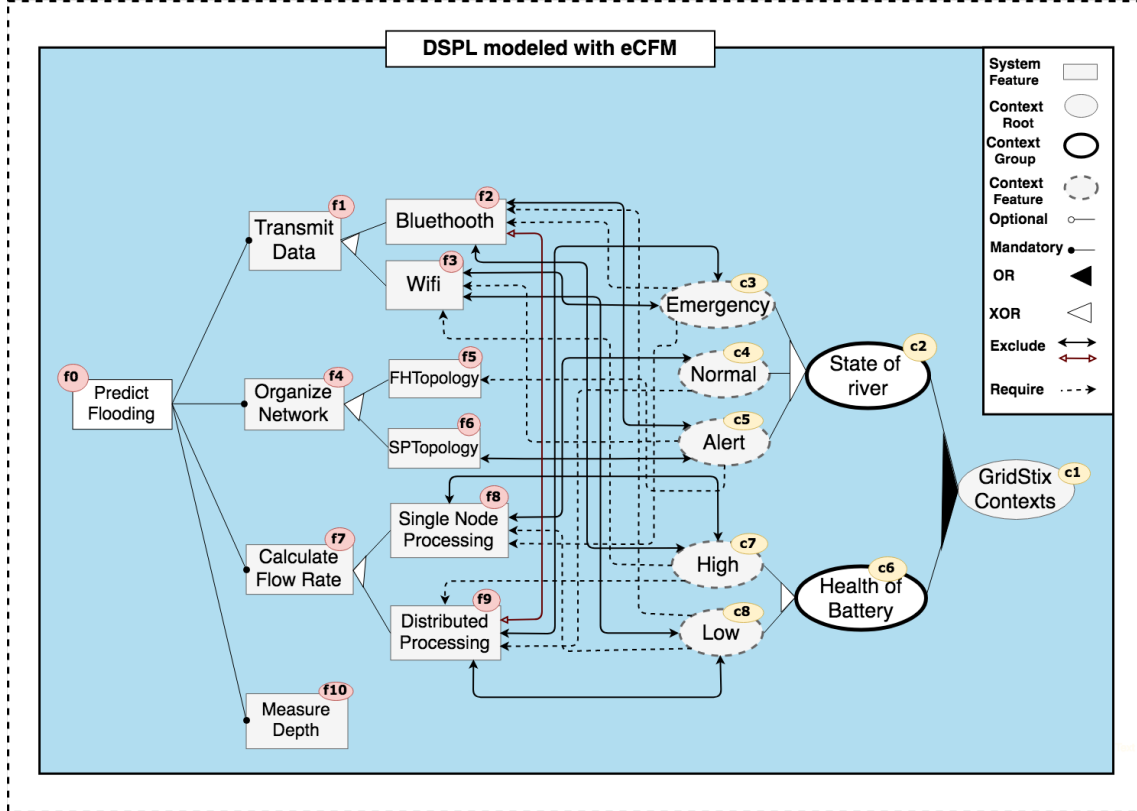 DSPL modeled with eCFM
System
Feature
Context
Root
Context
Group
Context
Feature
Optional
Mandatory
OR
XOR
Exclude
Require
f0
Predict
Flooding
f1
Transmit
Data
f2
Bluethooth
f3
Wifi
f4
Organize
Network
f5
FHTopology
f6
SPTopology
f7
Calculate
Flow Rate
f8
Single Node
Processing
f9
Distributed
Processing
f10
Measure
Depth
c3
Emergency
c4
Normal
c5
Alert
c7
High
c8
Low
c2
State of
river
c6
Health of
Battery
c1
GridStix
Contexts